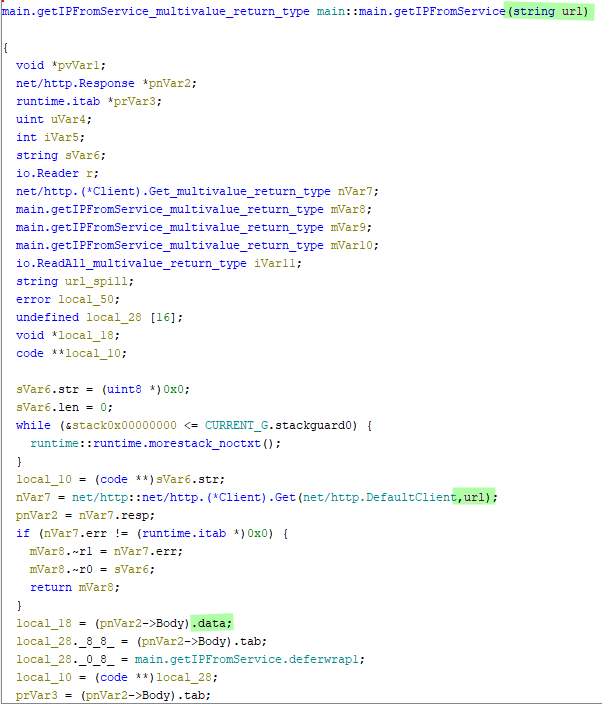 main.getIPFromService_multivalue_return_type main::main.getIPFromService(string url)
{
void *pvVar1;
net/http.Response *pnVar2;
runtime.itab *prVar3;
uint uVar4;
int iVar5;
string sVar6;
io.Reader r;
net/http.(*Client).Get_multivalue_return_type nVar7;
main.getIPFromService_multivalue_return_type mVar8;
main.getIPFromService_multivalue_return_type mVar9;
main.getIPFromService_multivalue_return_type mVar10;
io.ReadAll_multivalue_return_type iVar11;
string url_spill;
error local_50;
undefined local_28 [16];
void *local_18;
code **local_10;
sVar6.str = (uint8 *)0x0;
sVar6.len = 0;
while (&stack0x00000000 <= CURRENT_G.stackguard0) {
runtime::runtime.morestack_noctxt();
}
local_10 = (code **)sVar6.str;
nVar7 = net/http::net/http.(*Client).Get(net/http.DefaultClient,url);
pnVar2 = nVar7.resp;
if (nVar7.err != (runtime.itab *)0x0) {
mVar8.~r1 = nVar7.err;
mVar8.~r0 = sVar6;
return mVar8;
}
local_18 = (pnVar2->Body).data;
local_28._8_8_ = (pnVar2->Body).tab;
local_28._0_8_ = main.getIPFromService.deferwrap1;
local_10 = (code **)local_28;
prVar3 = (pnVar2->Body).tab;